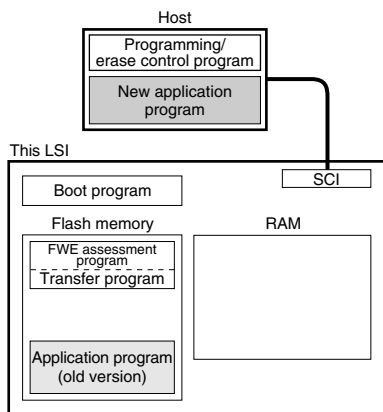 Host
Programming/
erase control program
New application
program
This LSI
SCI
Boot program
Flash memory
RAM
FWE assessment
program
Transfer program
Application program
(old version)